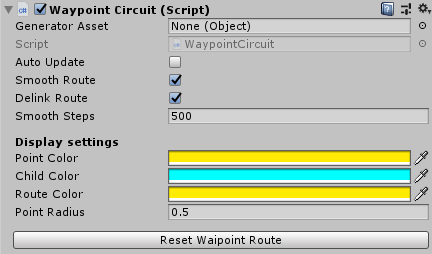 Waypoint Circuit (Script)
Generator Asset None (Object)
Script WaypointCircuit
Auto Update
Smooth Route
Delink Route
Smooth Steps 500
Display settings
Point Color
Child Color
Route Color
Point Radius 0.5
Reset Waipoint Route